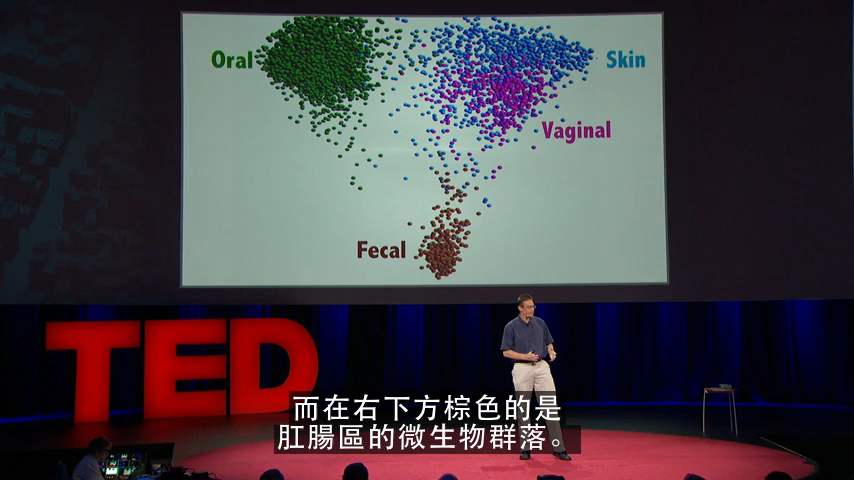 Oral
Skin
Vaginal
Fecal
TED
而在右下方棕色的是
肛腸區的微生物群落。